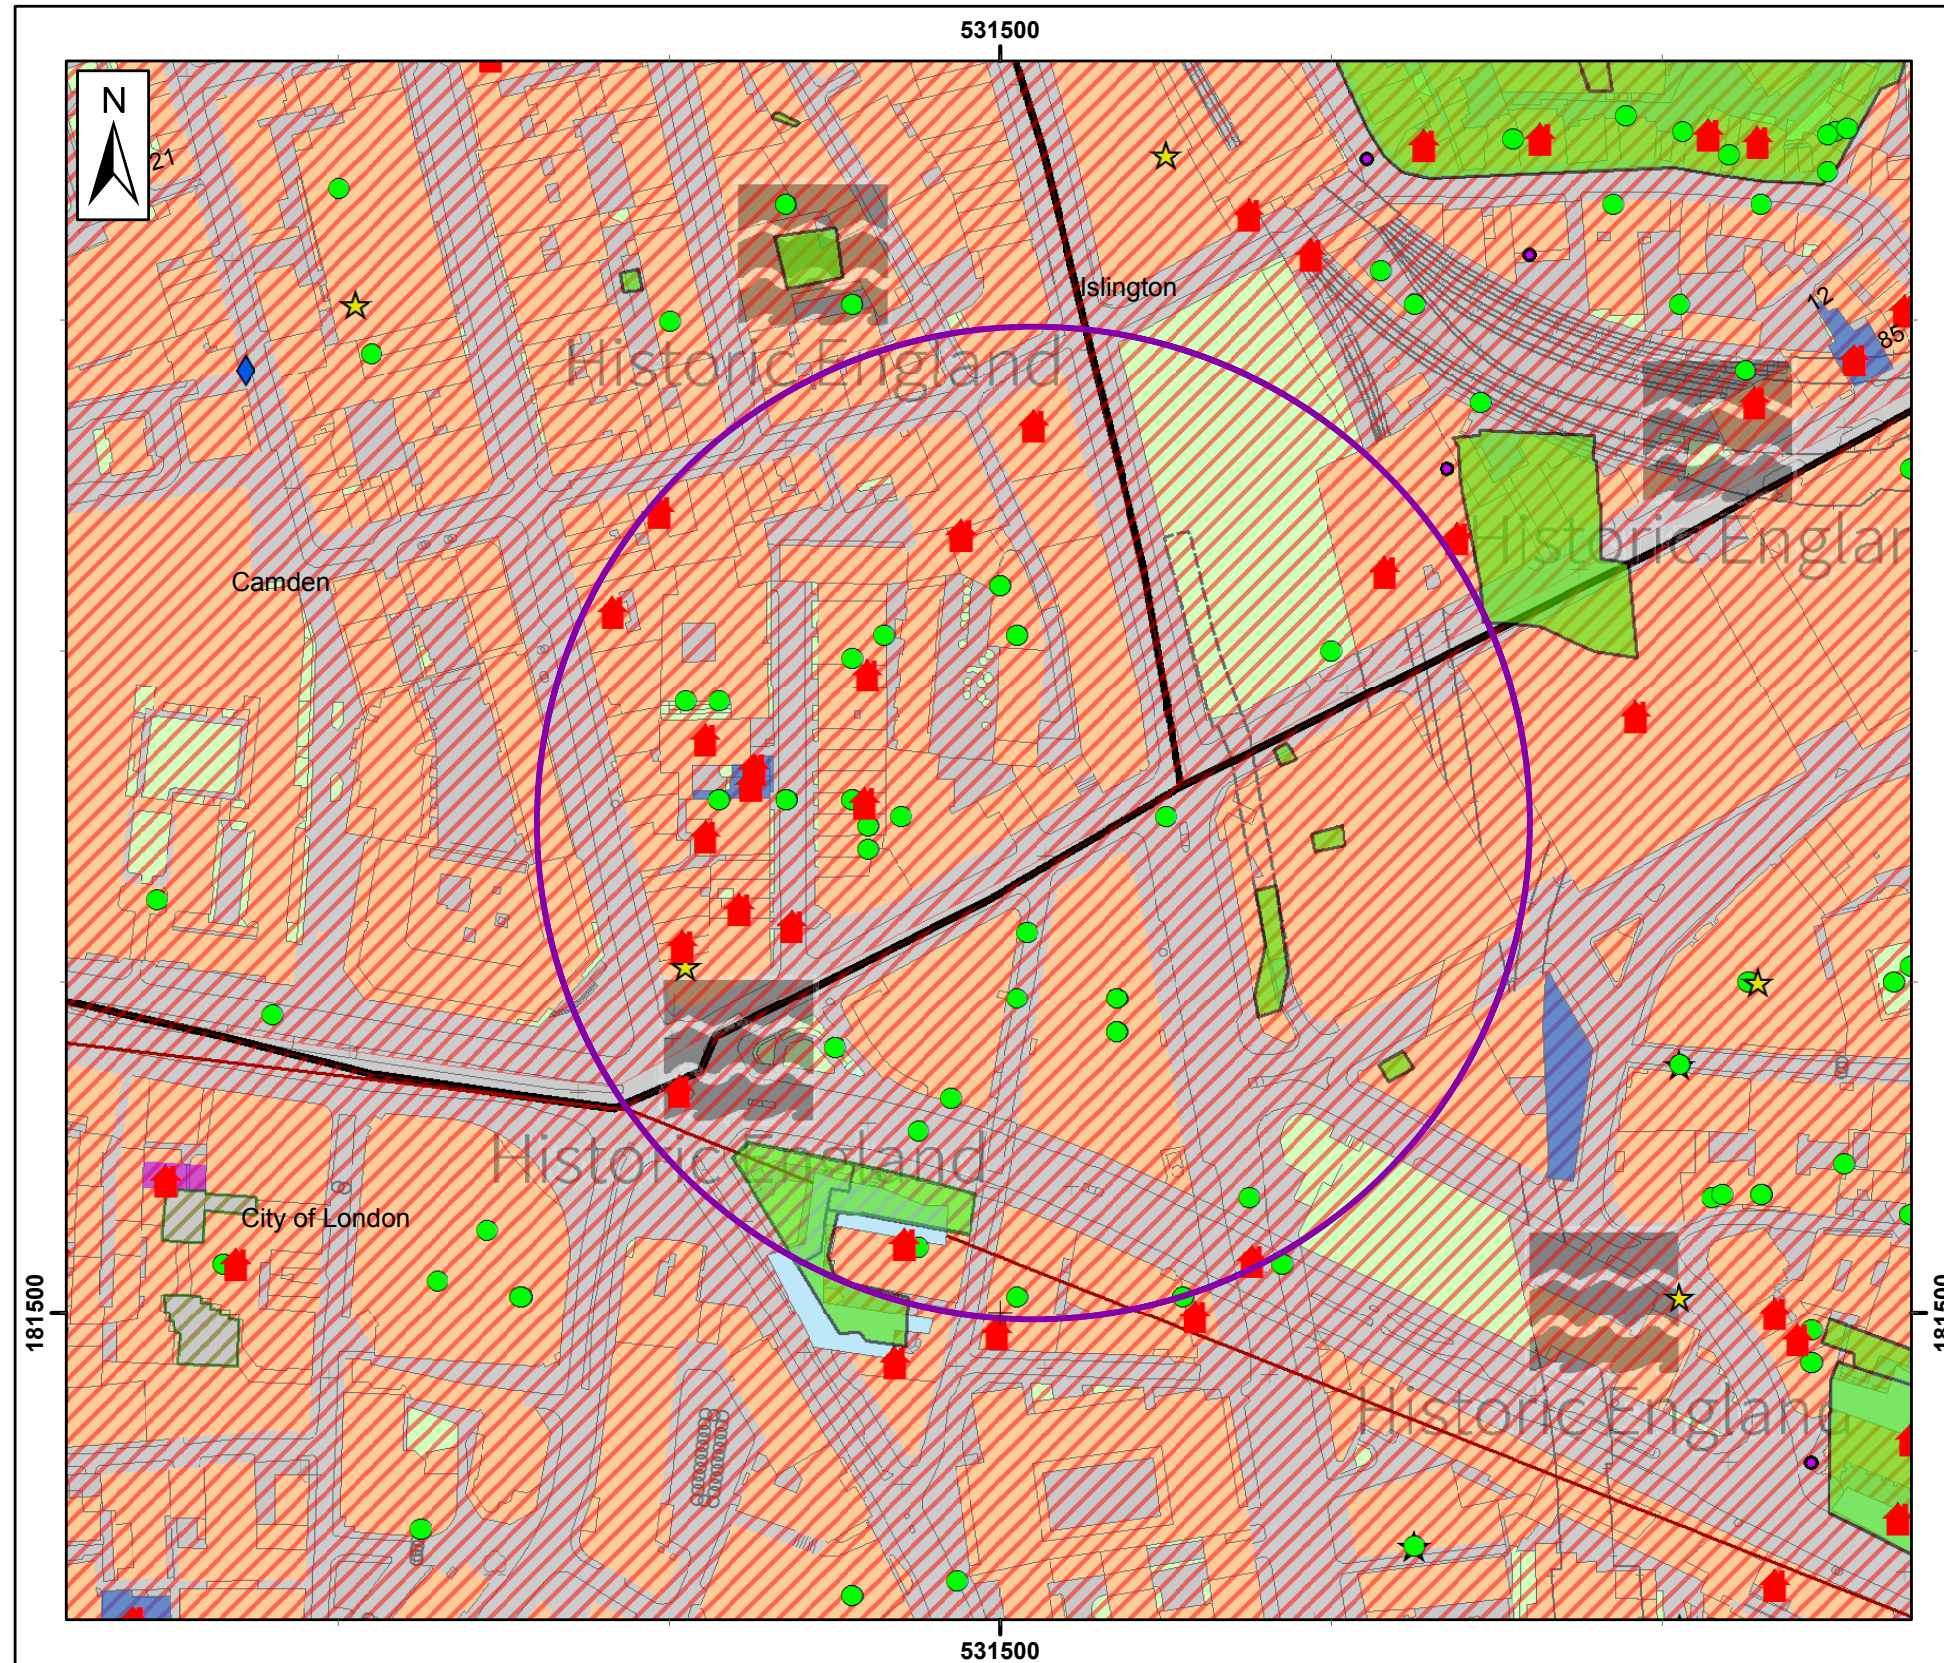 531500
N
21
Islington
12
85
Historic England
Historic Englan
Camden
Historic England
City of London
181500
181500
Historic England
531500